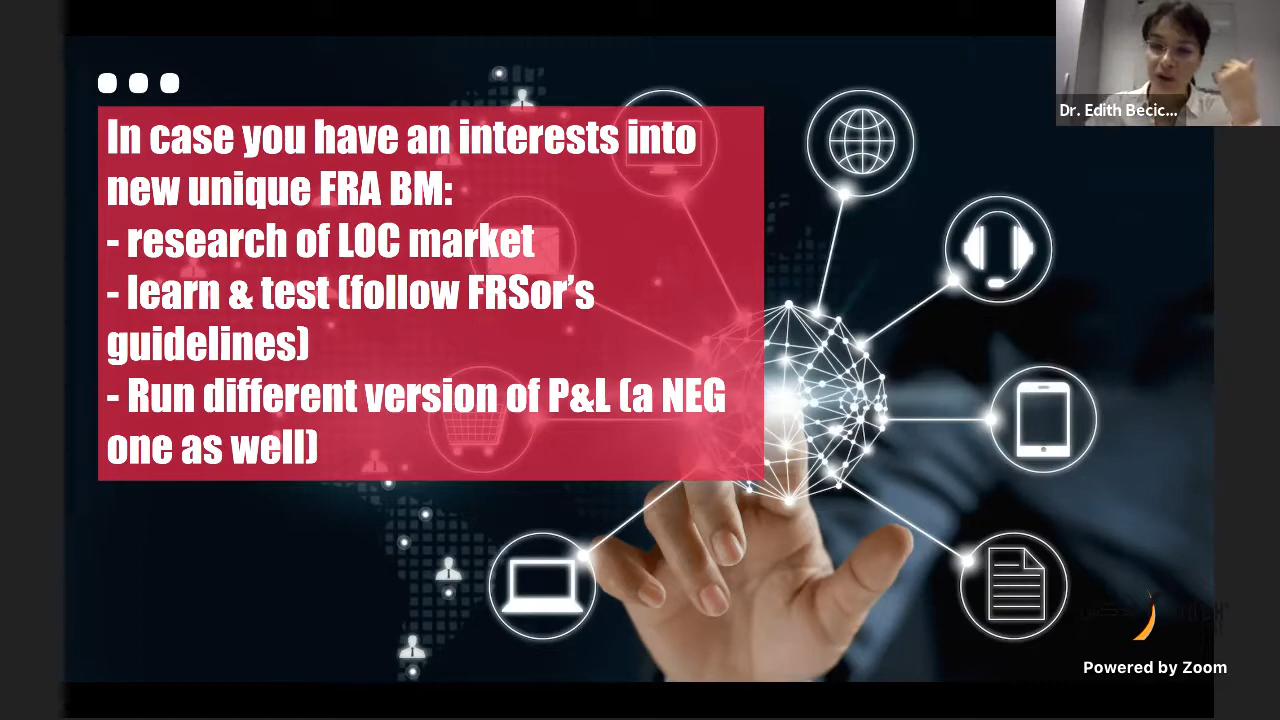 Dr. Edith Becic...
In case you have an interests into
new unique FRA BM:
- research of LOC market
- learn & test (follow FRSor’s
guidelines)
- Run different version of P&L (a NEG
one as well)
Powered by Zoom